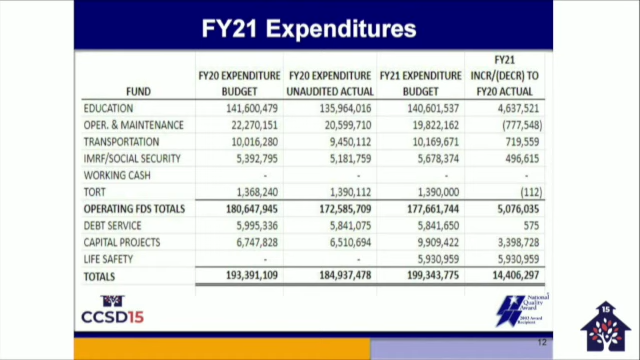 FY21 Expenditures
FY21
FY20 EXPENDITURE FY20 EXPENDITURE FY21 EXPENDITURE INCR/(DECR) TO
FUND BUDGET UNAUDITED ACTUAL BUDGET FY20 ACTUAL
EDUCATION 141,600,479 135,964,016 140,601,537 4,637,521
OPER. & MAINTENANCE 22,270,151 20,599,710 19,822,162 (777,548)
TRANSPORTATION 10,016,280 9,450,112 10,169,671 719,559
IMRF/SOCIAL SECURITY 5,392,795 5,181,759 5,678,374 496,615
WORKING CASH - - - -
TORT 1,368,240 1,390,112 1,390,000 (112)
OPERATING FDS TOTALS 180,647,945 172,585,709 177,661,744 5,076,035
DEBT SERVICE 5,995,336 5,841,075 5,841,650 575
CAPITAL PROJECTS 6,747,828 6,510,694 9,909,422 3,398,728
LIFE SAFETY - - 5,930,959 5,930,959
TOTALS 193,391,109 184,937,478 199,343,775 14,406,297
CCSD15
National
Quality
Award
2003 Award
Recipient
15
12